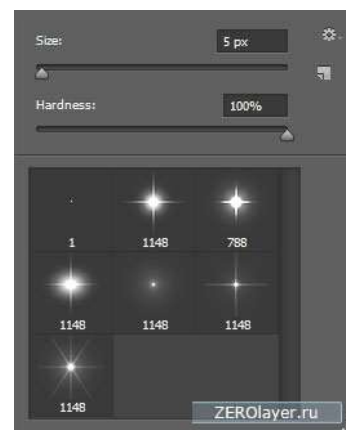 Size: 5 px
Hardness: 100%
1 1148 788
1148 1148 1148
1148
ZEROlayer.ru